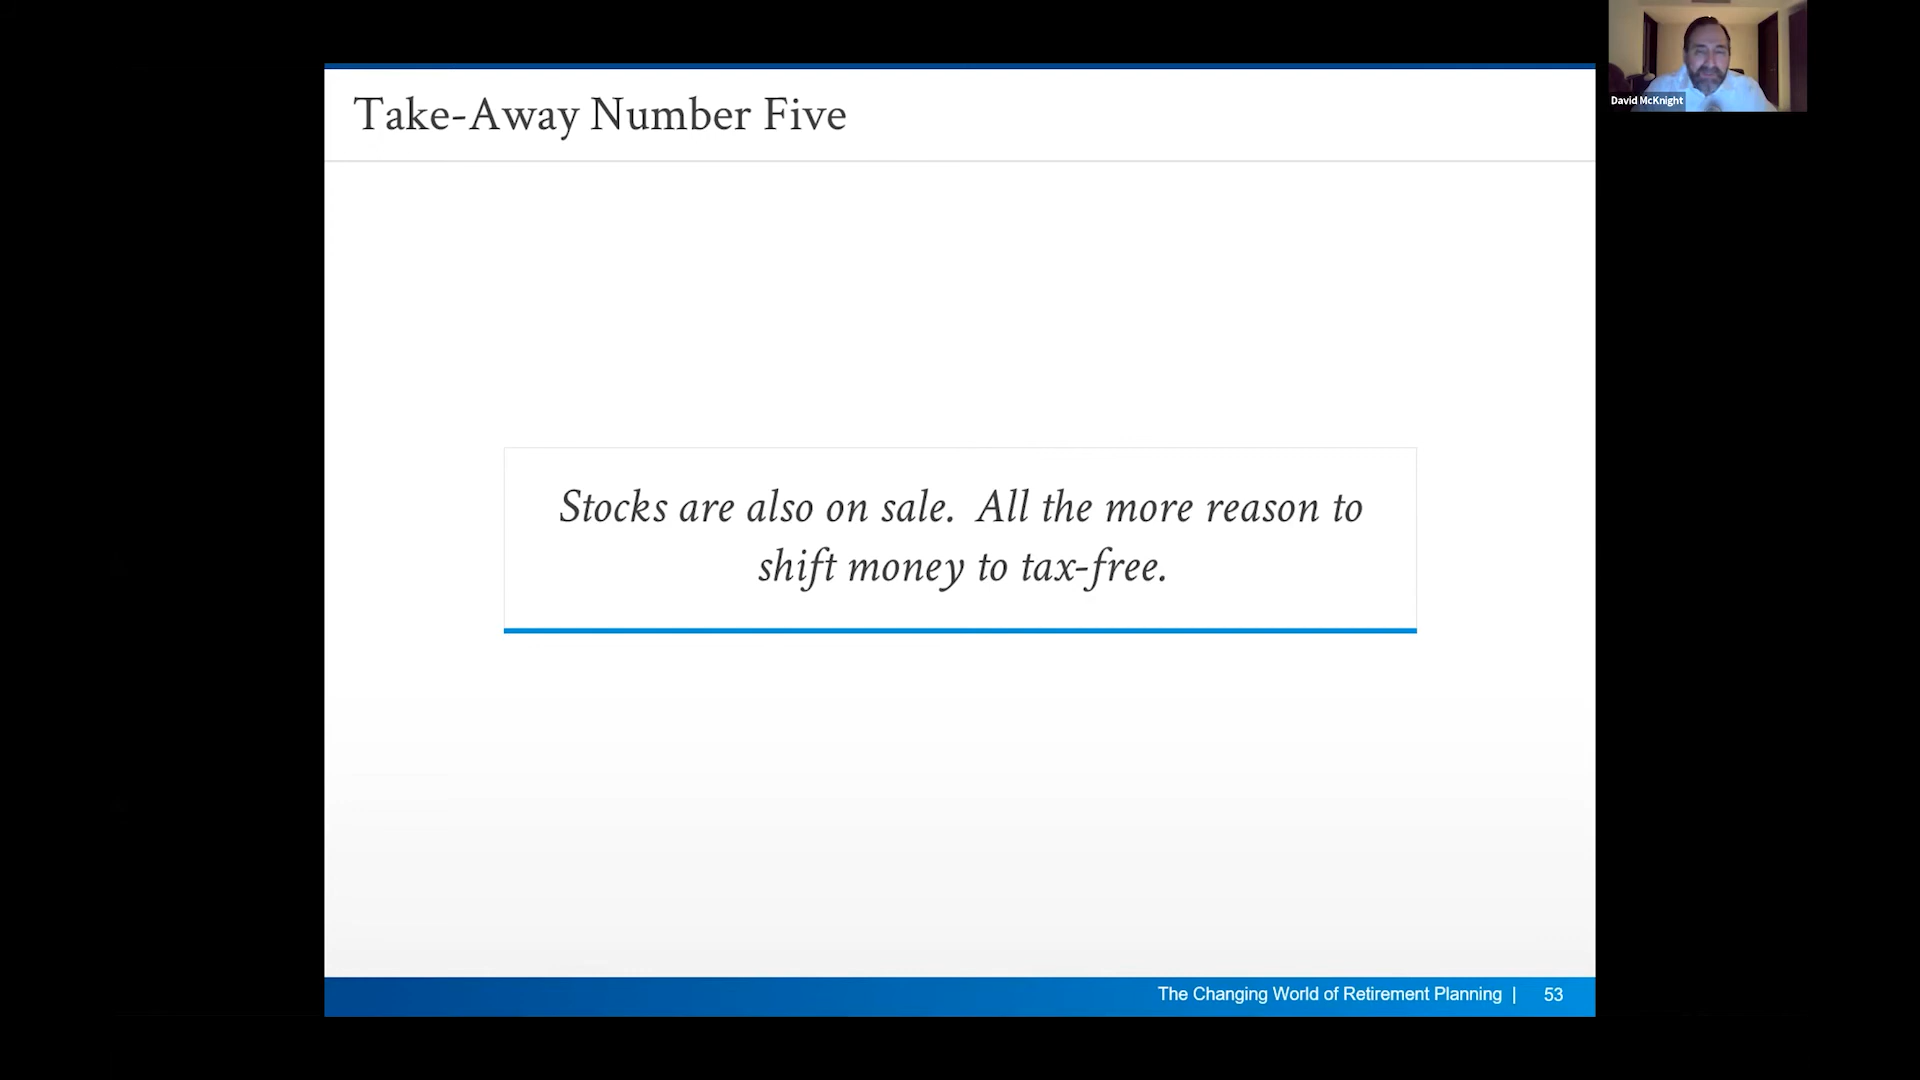 David McKnight
Take-Away Number Five
Stocks are also on sale.  All the more reason to
shift money to tax-free.
The Changing World of Retirement Planning | 53